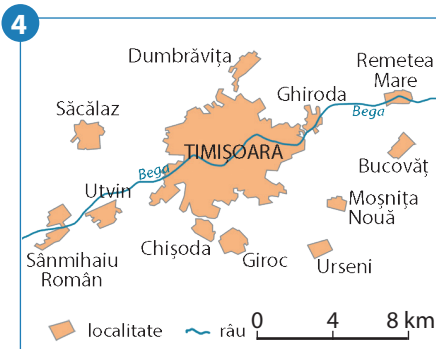 4
Dumbrăvița
Remetea
Mare
Ghiroda
Bega
Săcălaz
TIMIȘOARA
Bega
Bucovăț
Utvin
Moșnița
Nouă
Chișoda
Giroc
Urseni
Sânmihaiu
Român
localitate
râu
0 4 8 km